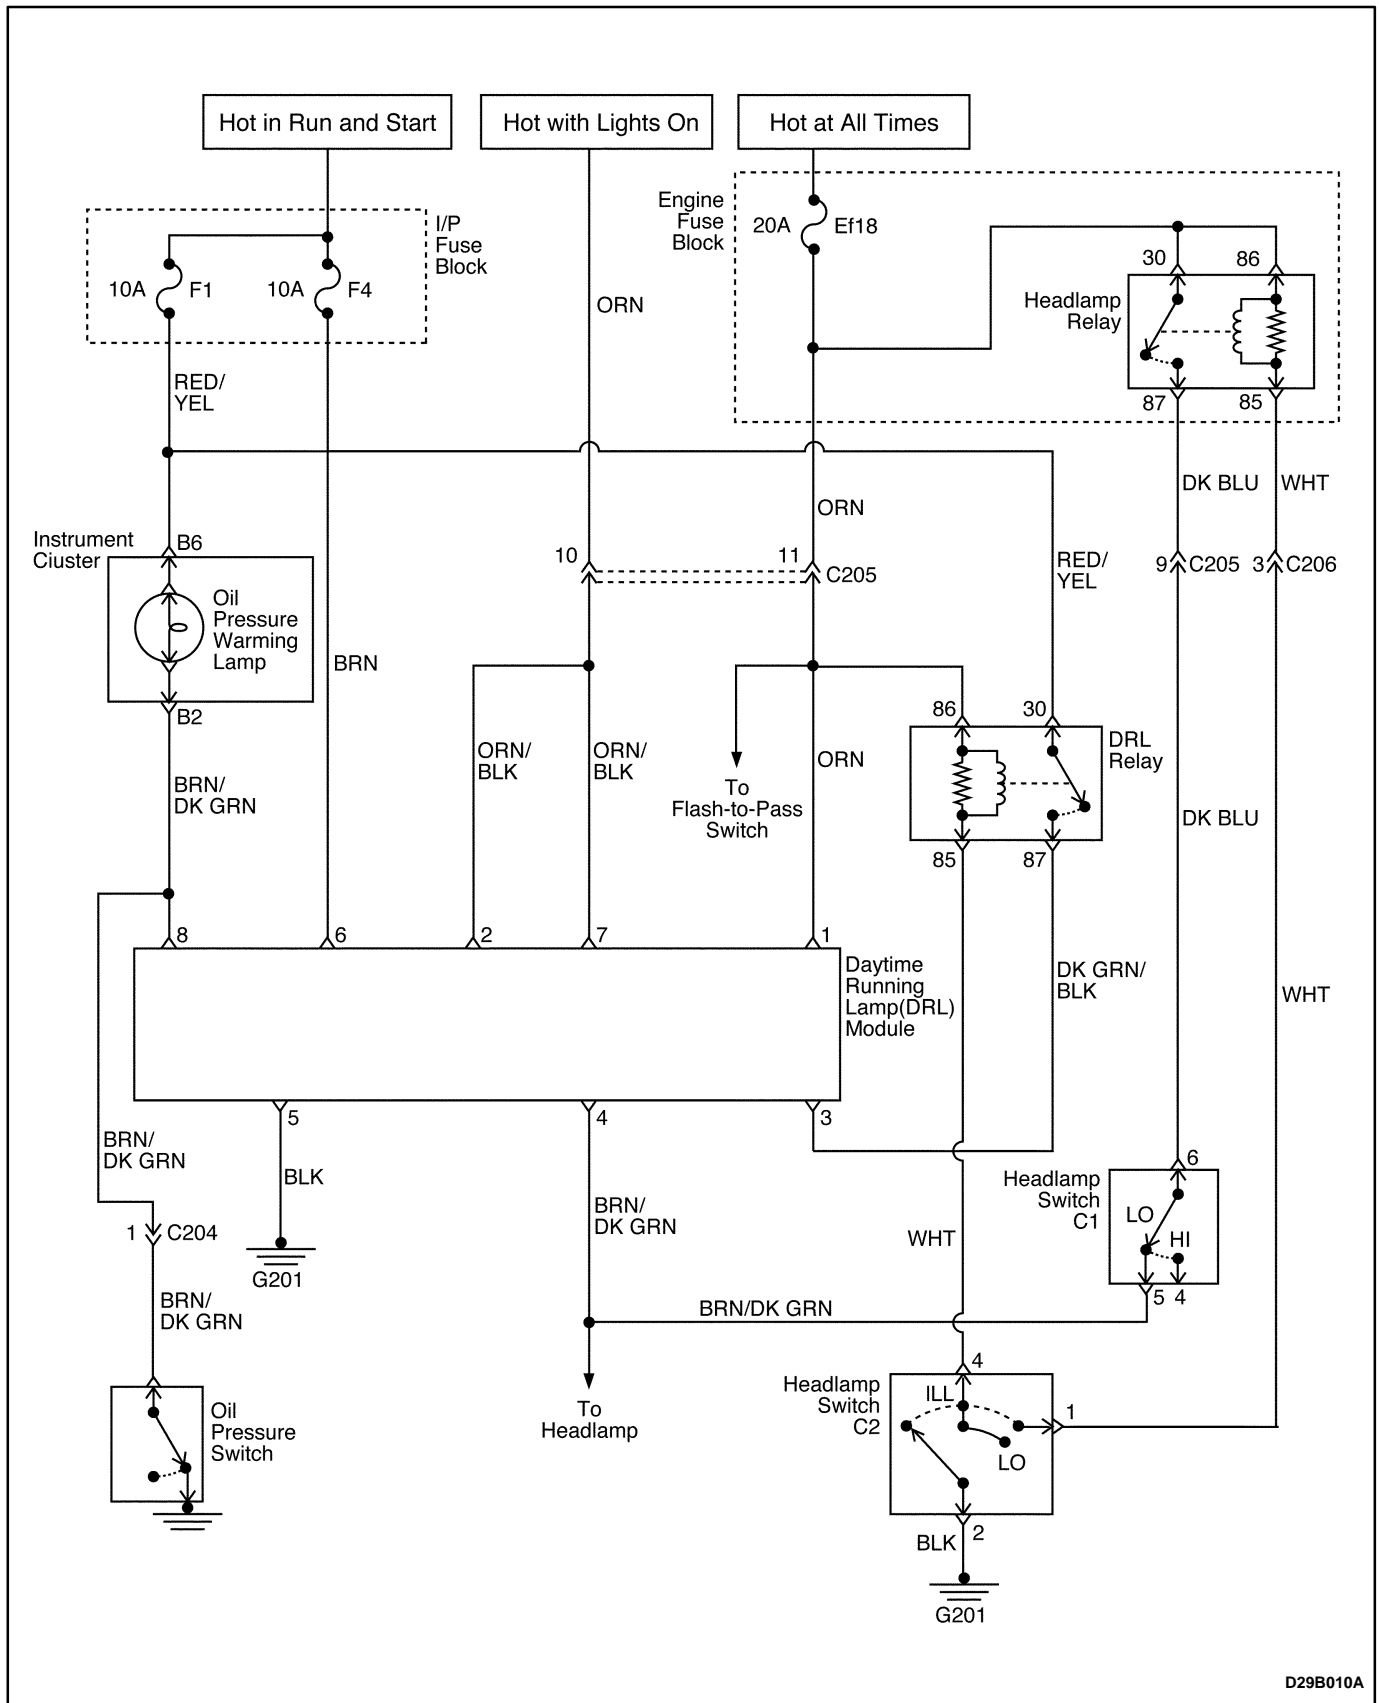 Hot in Run and Start
Hot with Lights On
Hot at All Times
Engine
Fuse
Block
20A
Ef18
I/P
Fuse
Block
10A
F1
10A
F4
ORN
30
86
Headlamp
Relay
87
85
RED/
YEL
DK BLU
WHT
ORN
Instrument
Ciuster
B6
10
11
C205
RED/
YEL
9
C205
3
C206
Oil
Pressure
Warming
Lamp
BRN
B2
86
30
DRL
Relay
ORN/
BLK
ORN/
BLK
ORN
To
Flash-to-Pass
Switch
BRN/
DK GRN
DK BLU
85
87
8
6
2
7
1
Daytime
Running
Lamp(DRL)
Module
DK GRN/
BLK
WHT
5
4
3
BRN/
DK GRN
BLK
BRN/
DK GRN
WHT
Headlamp
Switch
C1
6
LO
HI
5
4
1
C204
G201
BRN/
DK GRN
BRN/DK GRN
4
Headlamp
Switch
C2
ILL
1
LO
To
Headlamp
Oil
Pressure
Switch
2
BLK
G201
D29B010A